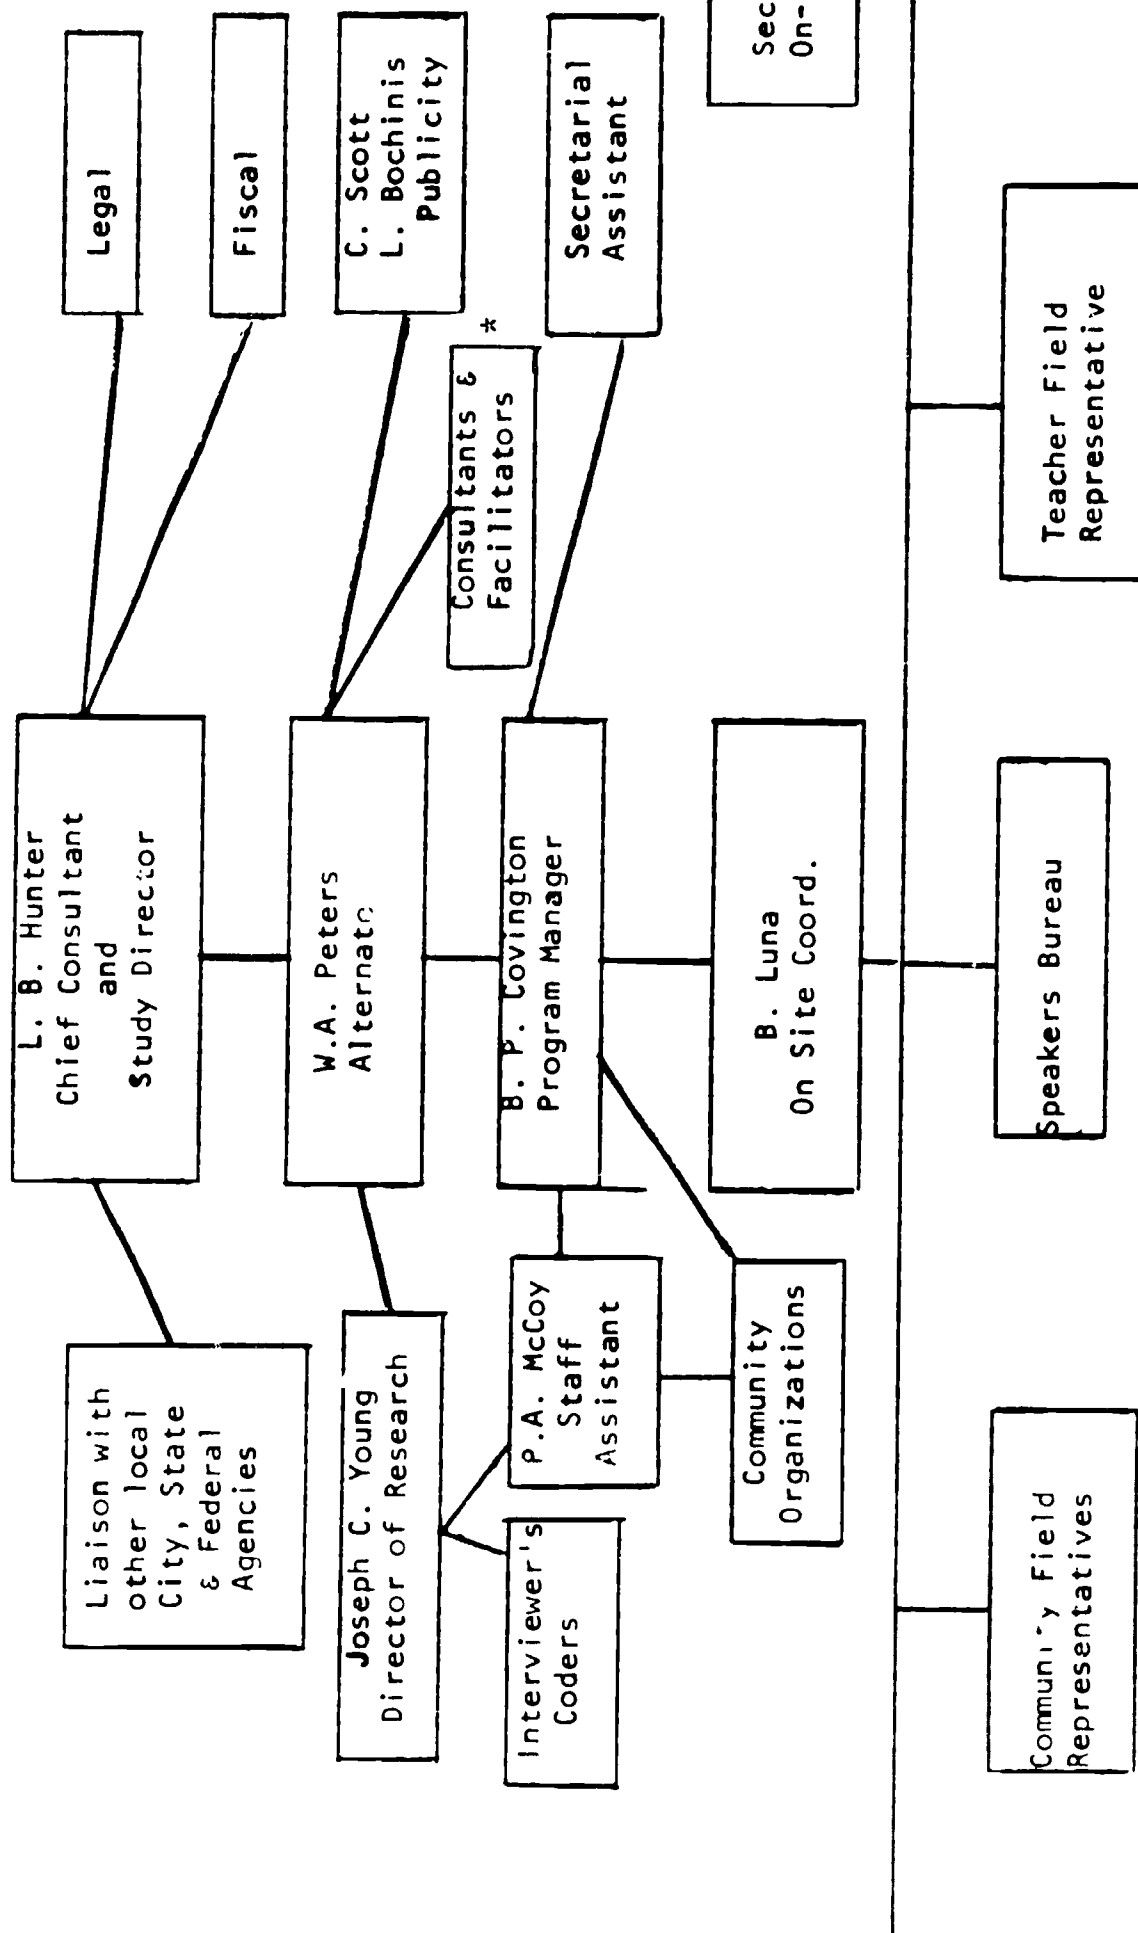 L. B. Hunter
Chief Consultant
and
Study Director
Legal
Fiscal
Liaison with
other local
City, State
& Federal
Agencies
W.A. Peters
Alternate
C. Scott
L. Bochinis
Publicity
Joseph C. Young
Director of Research
Consultants &
Facilitators
*
B. P. Covington
Program Manager
Secretarial
Assistant
P.A. McCoy
Staff
Assistant
Interviewer's
Coders
Community
Organizations
B. Luna
On Site Coord.
Sec
On-
Community Field
Representatives
Speakers Bureau
Teacher Field
Representative